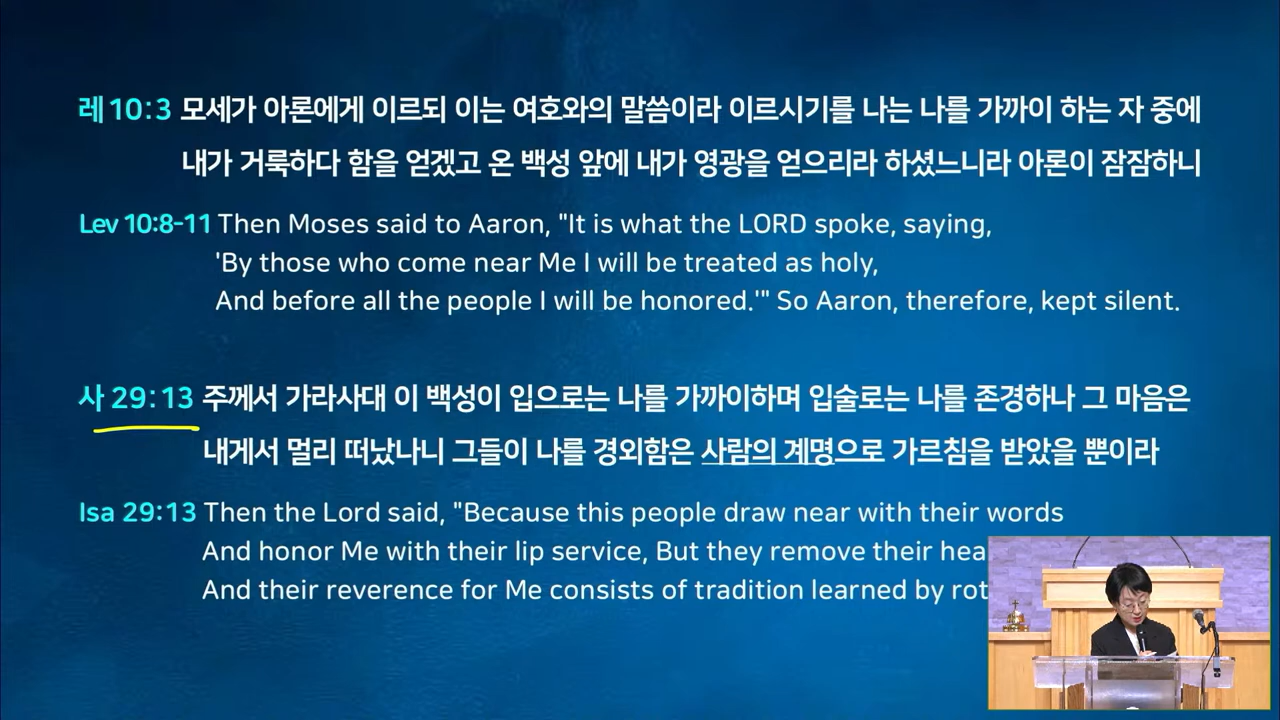 레 10:3 모세가 아론에게 이르되 이는 여호와의 말씀이라 이르시기를 나는 나를 가까이 하는 자 중에
내가 거룩하다 함을 얻겠고 온 백성 앞에 내가 영광을 얻으리라 하셨느니라 아론이 잠잠하니
Lev 10:8-11 Then Moses said to Aaron, "It is what the LORD spoke, saying,
'By those who come near Me I will be treated as holy,
And before all the people I will be honored.'" So Aaron, therefore, kept silent.
사 29:13 주께서 가라사대 이 백성이 입으로는 나를 가까이하며 입술로는 나를 존경하나 그 마음은
내게서 멀리 떠났나니 그들이 나를 경외함은 사람의 계명으로 가르침을 받았을 뿐이라
Isa 29:13 Then the Lord said, "Because this people draw near with their words
And honor Me with their lip service, But they remove their
And their reverence for Me consists of tradition learned by